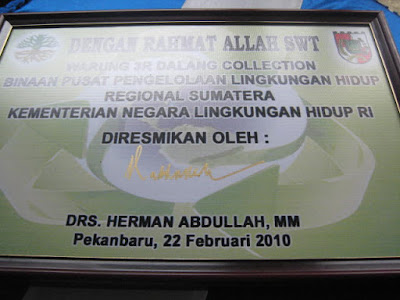 DENGAN RAHMAT ALLAH SWT
WARUNG 3R DALANG COLLECTION
BINAAN PUSAT PENGELOLAAN LINGKUNGAN HIDUP
REGIONAL SUMATERA
KEMENTERIAN NEGARA LINGKUNGAN HIDUP RI
DIRESMIKAN OLEH :
DRS. HERMAN ABDULLAH, MM
Pekanbaru, 22 Februari 2010